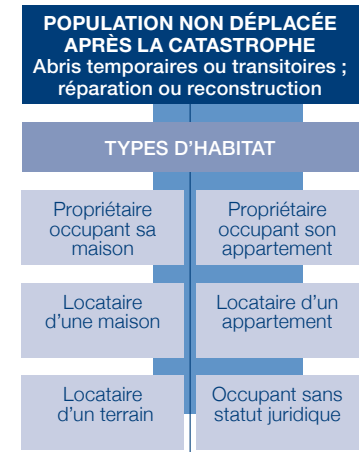 POPULATION NON DÉPLACÉE
APRÈS LA CATASTROPHE
Abris temporaires ou transitoires ;
réparation ou reconstruction
TYPES D'HABITAT
Propriétaire
occupant sa
maison
Propriétaire
occupant son
appartement
Locataire
d'une maison
Locataire d'un
appartement
Locataire
d'un terrain
Occupant sans
statut juridique